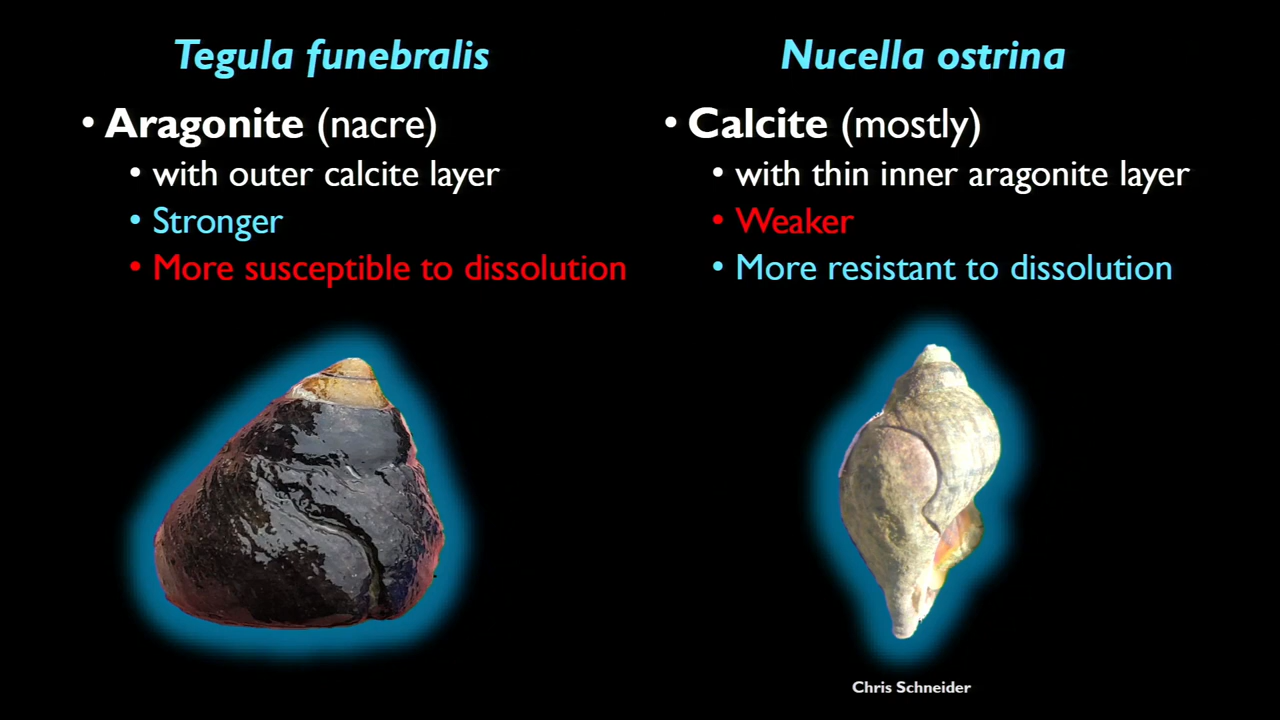 Tegula funebralis
• Aragonite (nacre)
• with outer calcite layer
• Stronger
• More susceptible to dissolution
Nucella ostrina
• Calcite (mostly)
• with thin inner aragonite layer
• Weaker
• More resistant to dissolution
Chris Schneider